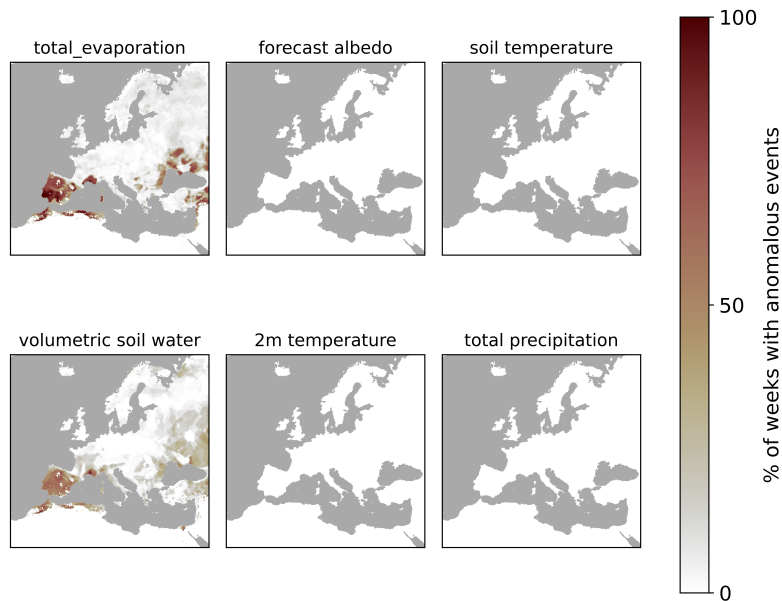 total_evaporation
forecast albedo
soil temperature
volumetric soil water
2m temperature
total precipitation
100
50
0
% of weeks with anomalous events